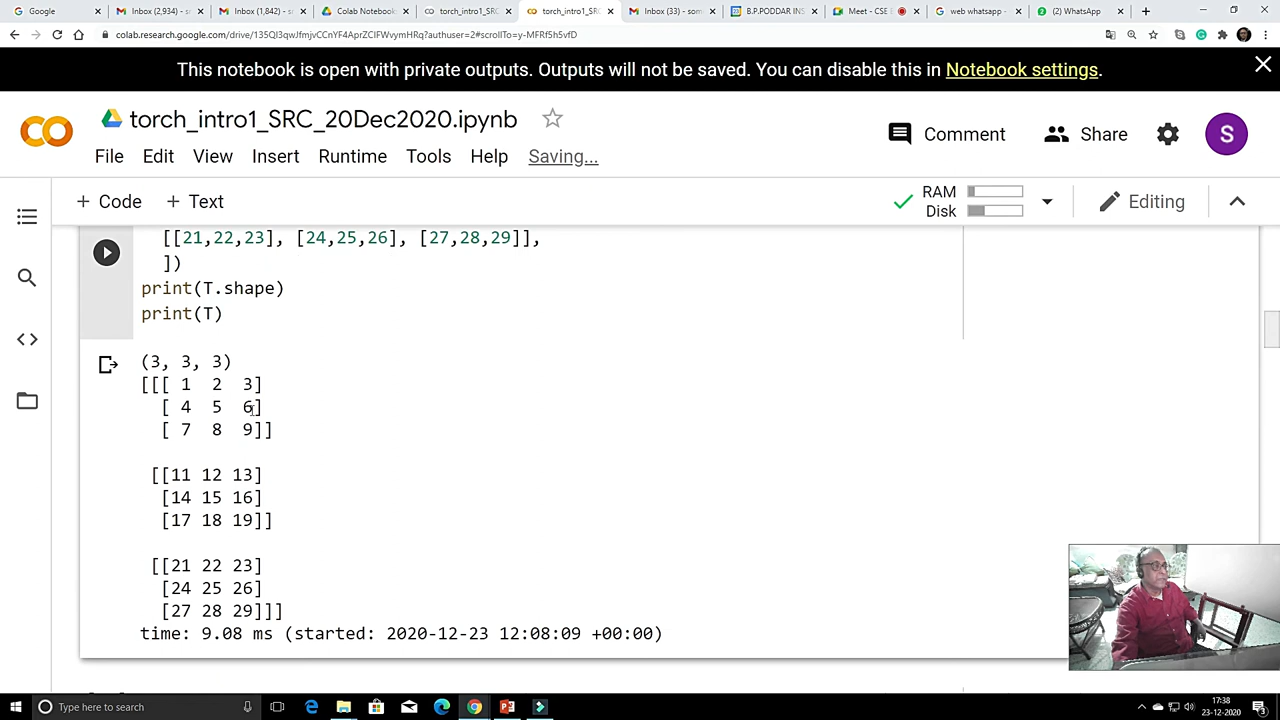 Google
Inbox (2,934) - s
Inbox (1,842) - s
Colab Notebook
torch_intro1_SRC
torch_intro1_SRC
Inbox (33) - som
B.P.PODDAR INS
Meet - CSE
web whatsapp -
(2) WhatsApp
colab.research.google.com/drive/135Ql3qwJfmjvCCnYF4AprZClFWvymHRq?authuser=2#scrollTo=y-MFRf5h5vfD
This notebook is open with private outputs. Outputs will not be saved. You can disable this in Notebook settings.
torch_intro1_SRC_20Dec2020.ipynb
Comment
Share
S
File Edit View Insert Runtime Tools Help Saving...
+ Code + Text
RAM
Disk
Editing
[[21,22,23], [24,25,26], [27,28,29]],
])
print(T.shape)
print(T)
(3, 3, 3)
[[[ 1 2 3]
[ 4 5 6]
[ 7 8 9]]
[[11 12 13]
[14 15 16]
[17 18 19]]
[[21 22 23]
[24 25 26]
[27 28 29]]]
time: 9.08 ms (started: 2020-12-23 12:08:09 +00:00)
Type here to search
17:38
23-12-2020